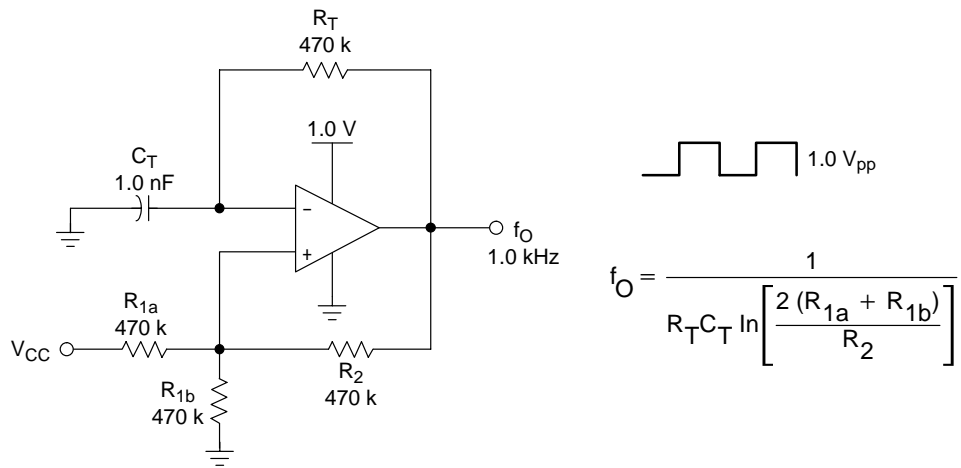 R_T
470 k
1.0 V
C_T
1.0 nF
−
+
f_O
1.0 kHz
R_1a
470 k
V_CC
R_2
470 k
R_1b
470 k
1.0 V_pp
f_O = 1 / R_T C_T ln [ 2 (R_1a + R_1b) / R_2 ]